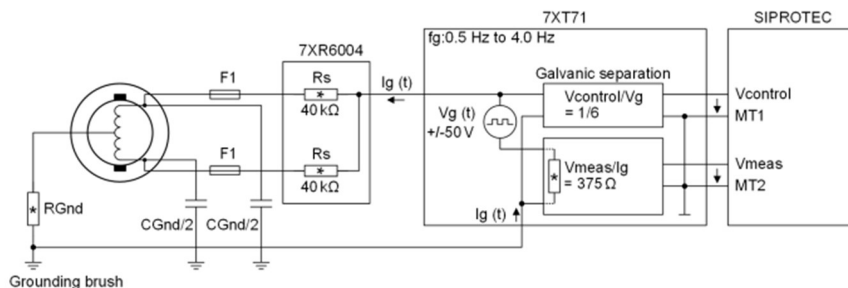 7XT71
SIPROTEC
fg:0.5 Hz to 4.0 Hz
7XR6004
F1
Rs
Ig (t)
Galvanic separation
*
40 kΩ
Vg (t)
+/-50 V
Vcontrol/Vg
= 1/6
Vcontrol
MT1
F1
Rs
*
40 kΩ
Vmeas/Ig
= 375 Ω
*
Vmeas
MT2
*
RGnd
CGnd/2
CGnd/2
Ig (t)
Grounding brush